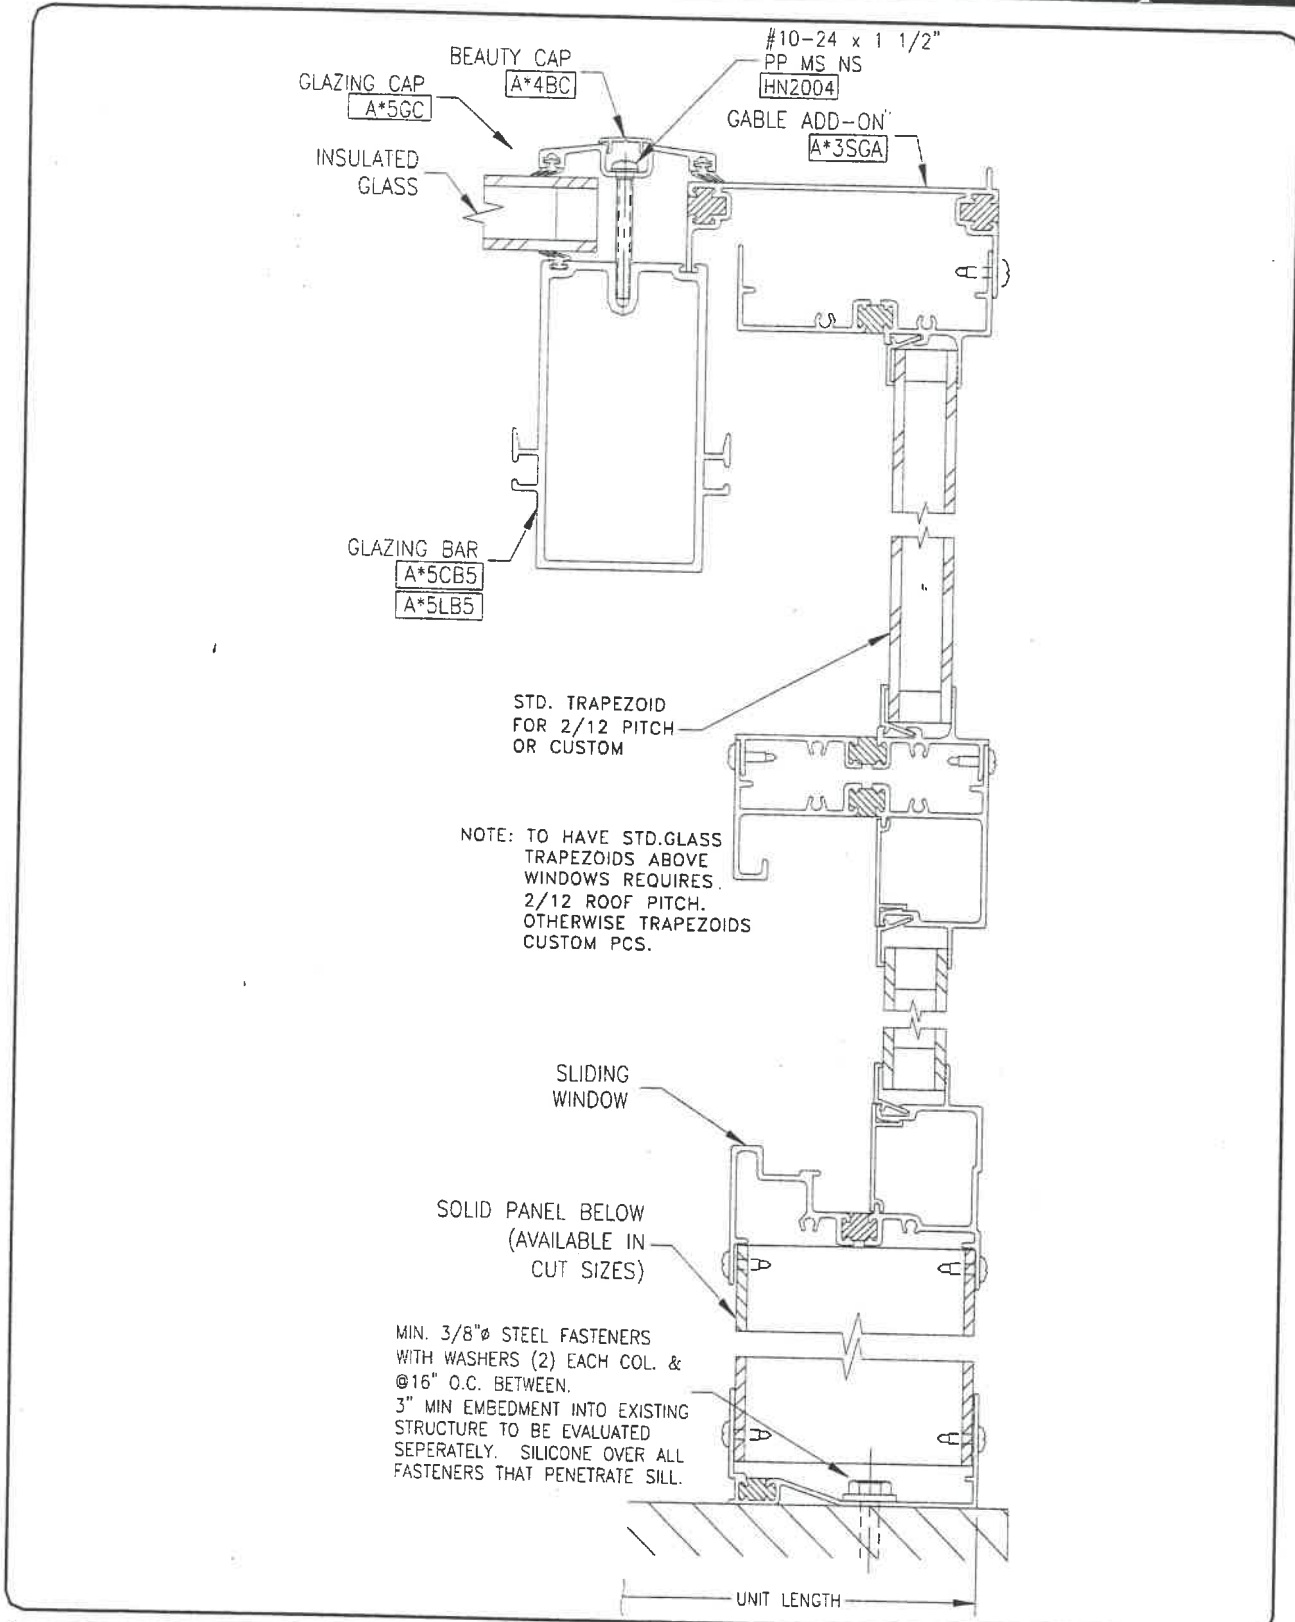 #10-24 x 1 1/2"
PP MS NS
HN2004
BEAUTY CAP
A*4BC
GLAZING CAP
A*5GC
GABLE ADD-ON
A*3SGA
INSULATED
GLASS
GLAZING BAR
A*5CB5
A*5LB5
STD. TRAPEZOID
FOR 2/12 PITCH
OR CUSTOM
NOTE: TO HAVE STD.GLASS
TRAPEZOIDS ABOVE
WINDOWS REQUIRES
2/12 ROOF PITCH.
OTHERWISE TRAPEZOIDS
CUSTOM PCS.
SLIDING
WINDOW
SOLID PANEL BELOW
(AVAILABLE IN
CUT SIZES)
MIN. 3/8"ø STEEL FASTENERS
WITH WASHERS (2) EACH COL. &
@16" O.C. BETWEEN.
3" MIN EMBEDMENT INTO EXISTING
STRUCTURE TO BE EVALUATED
SEPERATELY. SILICONE OVER ALL
FASTENERS THAT PENETRATE SILL.
UNIT LENGTH